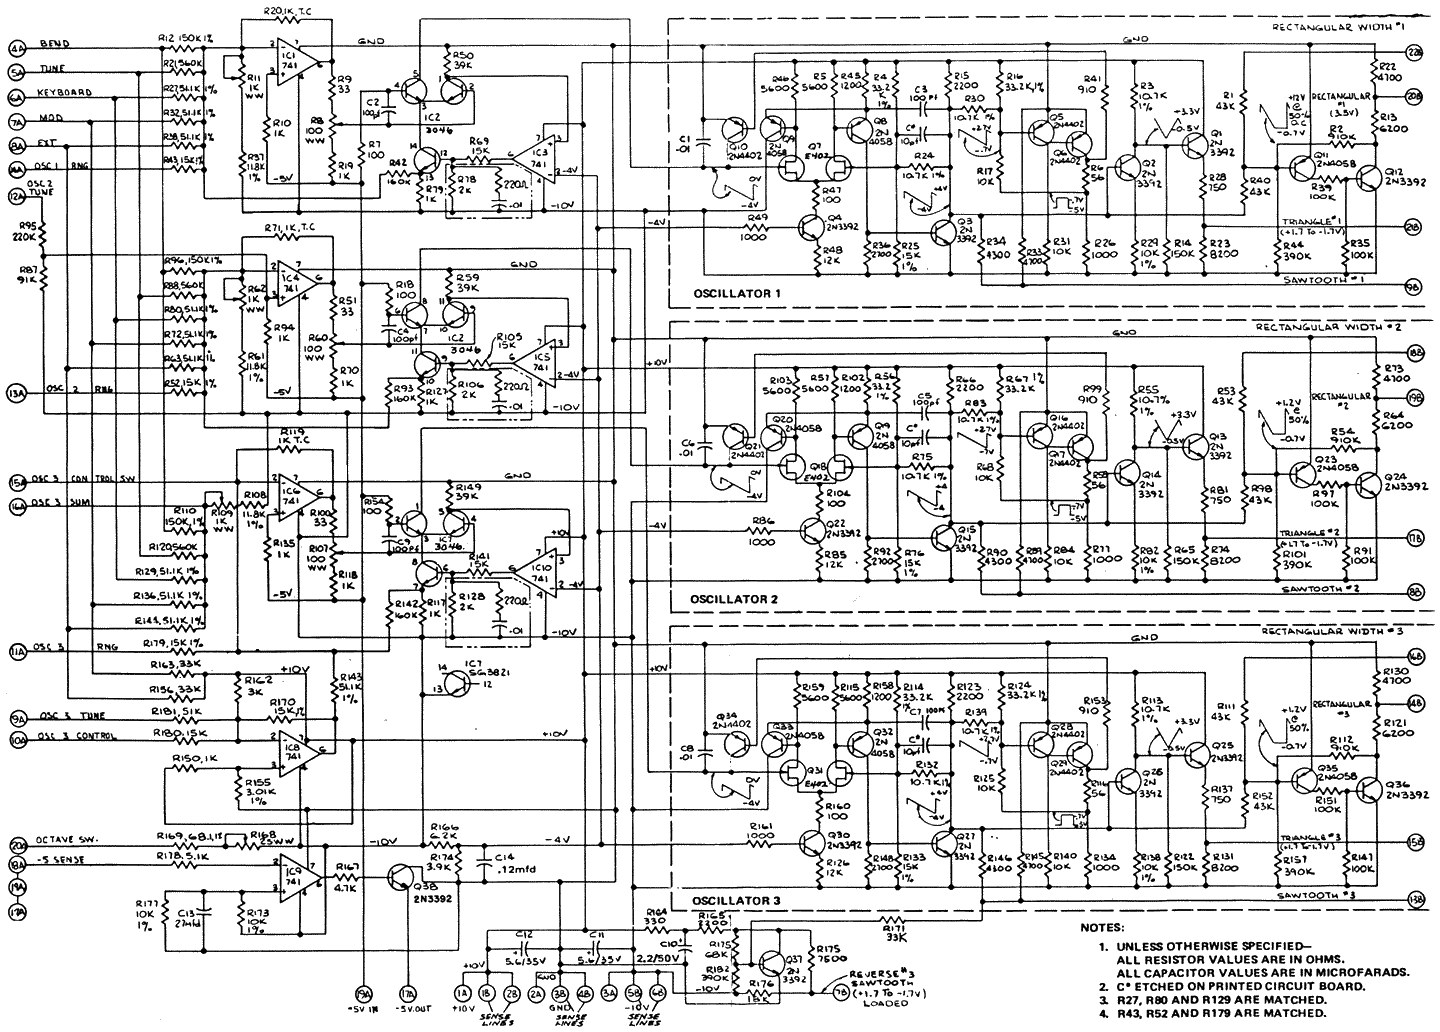 R20,1K,T.C
RECTANGULAR WIDTH #1
4A BEND
R12 150K 1%
GND
5A TUNE
R21,560K
6A KEYBOARD
R27,51.1K 1%
7A MOD
R32,51.1K 1%
8A EXT
R38,51.1K 1%
14A OSC 1 RNG
R43,15K 1%
12A OSC 2 TUNE
R11 1K WW
IC1 741
R9 33
R8 100 WW
R10 1K
R37 11.8K 1%
R19 1K
-5V
R50 39K
C2 100pf
IC2 3046
R7 100
R42 160K
R69 15K
R79 1K
R78 2K
220Ω
.01
IC3 741
-4V
-10V
C1 .01
Q10 2N4402
Q9 2N4058
R46 5600
R5 5600
R45 1200
R4 33.2K 1%
Q8 2N 4058
Q7 E402
C3 100pf
C* 10pf
R24 10.7K 1%
R15 2200
R30 10.7K 1%
R16 33.2K,1%
R17 10K
Q5 2N4402
Q6 2N4402
R41 910
R6 56
R3 10.7K 1%
+3.3V
-0.5V
Q1 2N 3392
Q2 2N 3392
R28 750
R1 43K
R40 43K
+1.2V @ 50% D.C
-0.7V
RECTANGULAR #1 (3.5V)
R2 910K
Q11 2N4058
R39 100K
Q12 2N3392
R22 4700
R13 6200
22B
20B
R47 100
R49 1000
Q4 2N3392
R48 12K
R36 2700
R25 15K 1%
Q3 2N 3392
R34 4300
R33 4700
R31 10K
R26 1000
R29 10K 1%
R14 150K
R23 8200
TRIANGLE #1 (+1.7 To -1.7V)
R44 390K
R35 100K
21B
SAWTOOTH #1
9B
OSCILLATOR 1
R95 220K
R87 91K
R71,1K,T.C
R96,150K 1%
R88,560K
R80,51.1K 1%
R72,51.1K 1%
R63,51.1K 1%
R52,15K 1%
13A OSC 2 RNG
R62 1K WW
IC4 741
R51 33
R60 100 WW
R94 1K
R61 11.8K 1%
R70 1K
-5V
GND
R18 100
C4 100pf
R59 39K
IC2 3046
R105 15K
R93 160K
R127 1K
R106 2K
220Ω
.01
IC5 741
+10V
-4V
-10V
RECTANGULAR WIDTH #2
GND
C6 .01
Q21 2N4402
Q20 2N4058
R103 5600
R57 5600
R102 1200
R56 33.2 1%
Q19 2N 4058
Q18 E402
C5 100pf
C* 10pf
R75 10.7K 1%
R66 2200
R83 10.7K 1%
R67 1% 33.2K
R68 10K
Q16 2N4402
Q17 2N4402
R99 910
R58 56
R55 10.7% 1%
+3.3V
-0.5V
Q13 2N 3392
Q14 2N 3392
R81 750
R53 43K
R98 43K
+1.2V @ 50%
-0.7V
RECTANGULAR #2
R54 910K
Q23 2N4058
R97 100K
Q24 2N3392
R73 4700
R64 6200
18B
19B
R104 100
R86 1000
Q22 2N3392
R85 12K
R92 2700
R76 15K 1%
Q15 2N 3392
R90 4300
R89 4700
R84 10K
R77 1000
R82 10K 1%
R65 150K
R74 8200
TRIANGLE #2 (+1.7 To -1.7V)
R101 390K
R91 100K
17B
SAWTOOTH #2
8B
OSCILLATOR 2
R119 1K T.C
15A OSC 3 CONTROL SW
16A OSC 3 SUM
R110 150K,1%
R109 1K WW
R108 11.8K 1%
IC6 741
R100 33
R107 100 WW
R135 1K
R118 1K
-5V
R120,560K
R129,51.1K 1%
R136,51.1K 1%
R144,51.1K 1%
11A OSC 3 RNG
R179,15K 1%
R154 100
C9 100pf
R149 39K
GND
IC7 3046
R141 15K
R142 160K
R117 1K
R128 2K
220Ω
.01
IC10 741
+10V
-4V
-10V
IC7 SG3821
R163,33K
R156,33K
R181,51K
R180,15K
9A OSC 3 TUNE
10A OSC 3 CONTROL
R162 3K
R170 15K,1%
R143 51.1K 1%
+10V
IC8 741
R150,1K
R155 3.01K 1%
RECTANGULAR WIDTH #3
GND
C8 .01
Q34 2N4402
Q33 2N4058
R159 5600
R115 5600
R158 1200
R114 33.2K 1%
Q32 2N 4058
Q31 E402
C7 100pf
C* 10pf
R132 10.7K 1%
R123 2200
R139 10.7K 1%
R124 33.2K 1%
R125 10K
Q28 2N4402
Q29 2N4402
R153 910
R116 56
R113 10.7K 1%
+3.3V
-0.5V
Q25 2N3392
Q26 2N 3392
R137 750
R111 43K
R152 43K
+1.2V @ 50%
-0.7V
RECTANGULAR #3
R112 910K
Q35 2N4058
R151 100K
Q36 2N3392
R130 4700
R121 6200
16B
14B
R160 100
R161 1000
Q30 2N3392
R126 12K
R148 2700
R133 15K 1%
Q27 2N 3392
R146 4300
R145 4700
R140 10K
R134 1000
R138 10K 1%
R122 150K
R131 8200
TRIANGLE #3 (+1.7 To -1.7V)
R157 390K
R147 100K
15B
SAWTOOTH #3
13B
OSCILLATOR 3
20A OCTAVE SW.
R169,68.1,1%
R168 25WW
18A -5 SENSE
R178,5.1K
19A
17A
IC9 741
R167 4.7K
Q38 2N3392
R177 10K 1%
C13 27mfd
R173 10K 1%
-10V
R166 6.2K
R174 3.9K
C14 .12mfd
-4V
C12 5.6/35V
C11 5.6/35V
R164 330
R165 2200
C10 2.2/50V
R175 68K
R182 390K
R176 18K
Q37 2N 3392
R175 7500
R171 33K
7B REVERSE #3 SAWTOOTH (+1.7 To -1.7V) LOADED
19A -5V IN
17A -5V.OUT
1A +10V
1B 2B SENSE LINES
2A GND
3B 4B SENSE LINES
3A -10V
5B 6B SENSE LINES
NOTES:
1. UNLESS OTHERWISE SPECIFIED—
ALL RESISTOR VALUES ARE IN OHMS.
ALL CAPACITOR VALUES ARE IN MICROFARADS.
2. C* ETCHED ON PRINTED CIRCUIT BOARD.
3. R27, R80 AND R129 ARE MATCHED.
4. R43, R52 AND R179 ARE MATCHED.